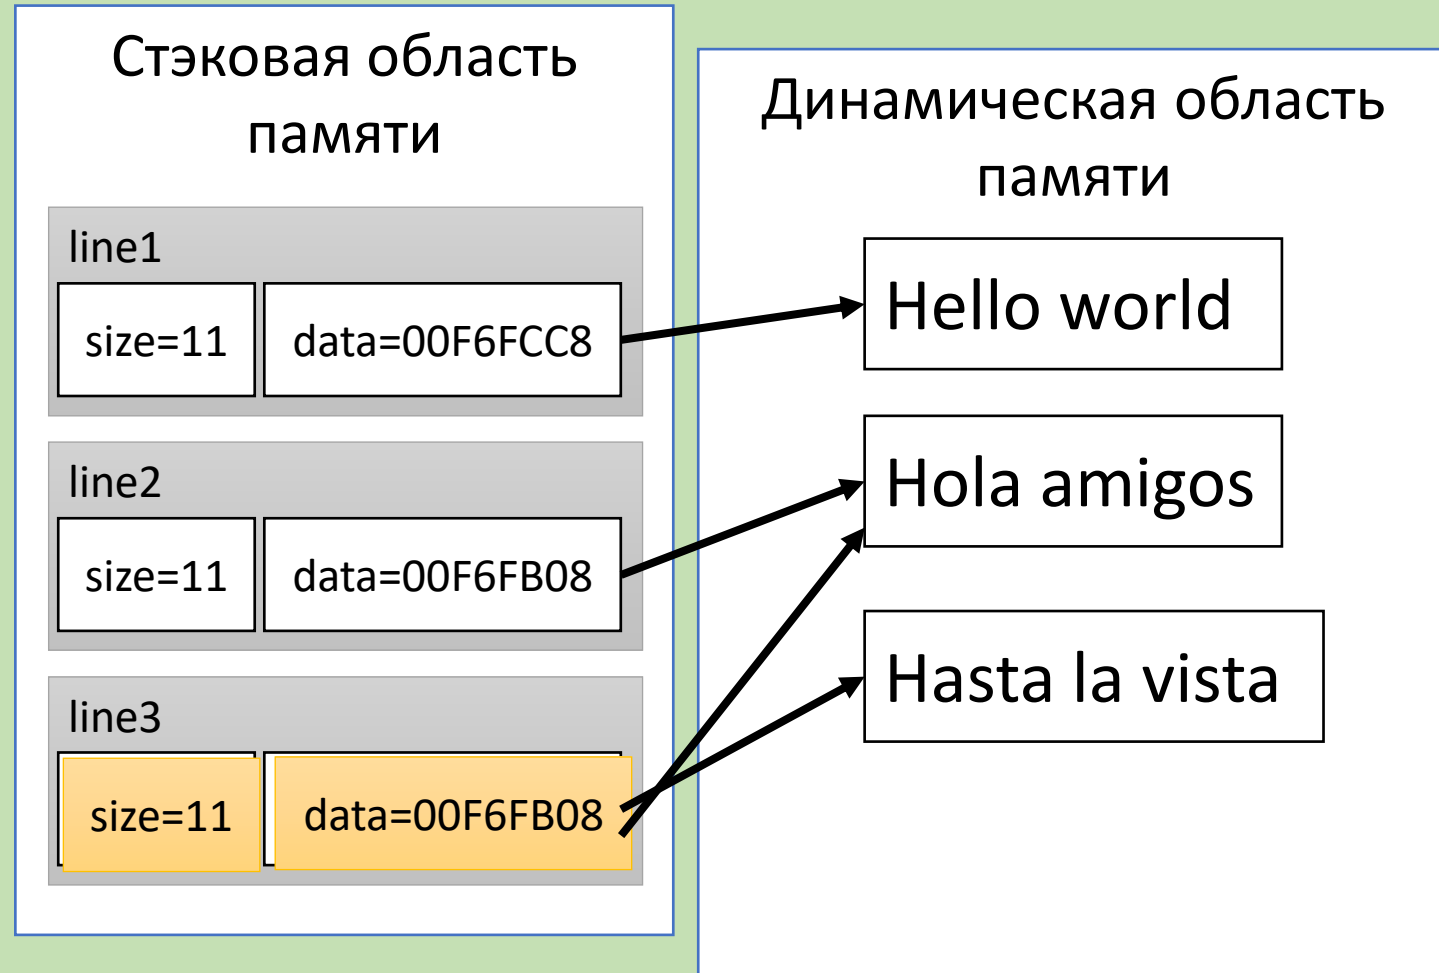 Стэковая область
памяти
line1
size=11 data=00F6FCC8
line2
size=11 data=00F6FB08
line3
size=11 data=00F6FB08
Динамическая область
памяти
Hello world
Hola amigos
Hasta la vista